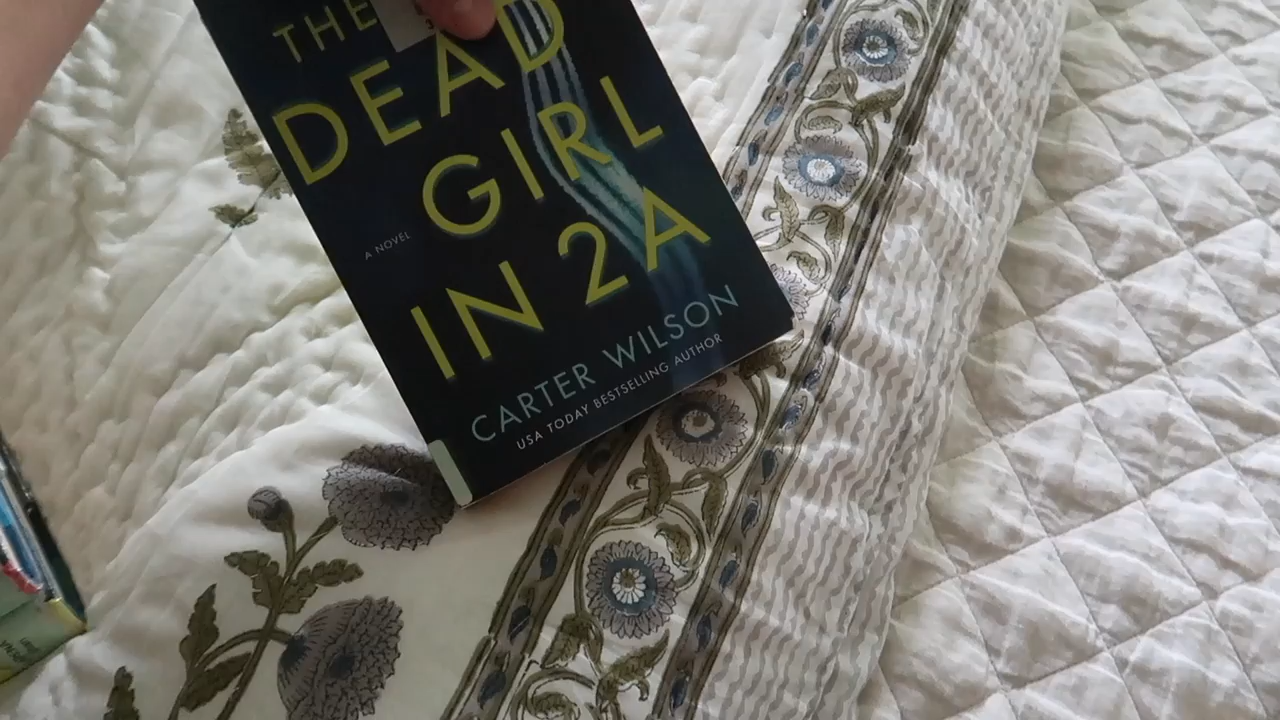 THE
DEAD
GIRL
A NOVEL
IN 2A
CARTER WILSON
USA TODAY BESTSELLING AUTHOR